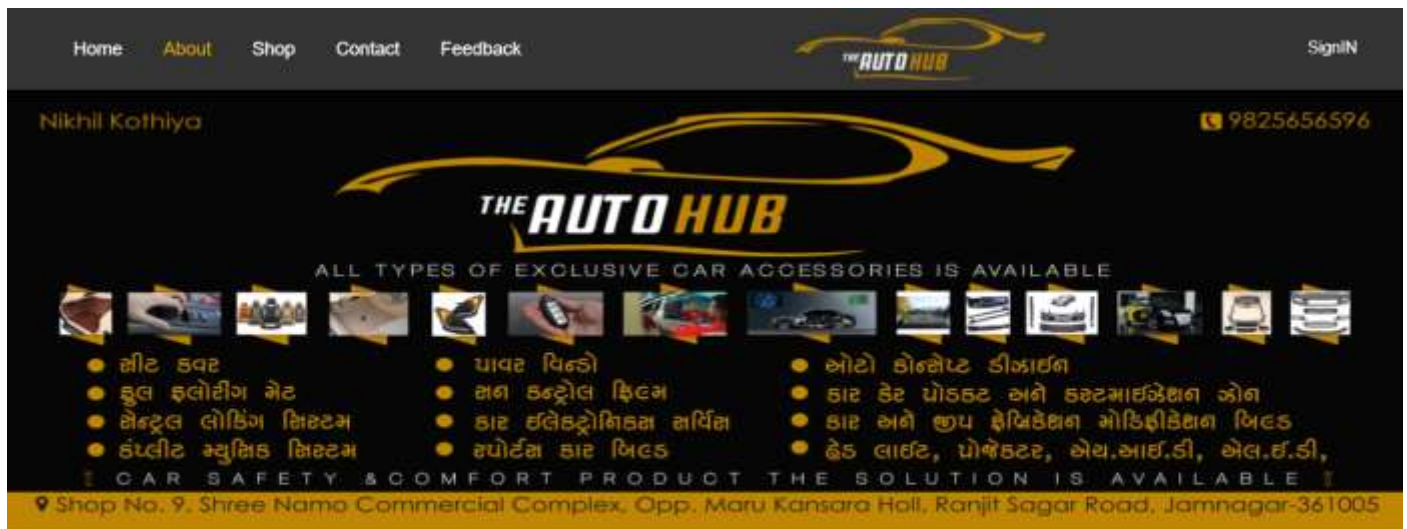 Home About Shop Contact Feedback THE AUTO HUB SignIN
Nikhil Kothiya 9825656596
THE AUTO HUB
ALL TYPES OF EXCLUSIVE CAR ACCESSORIES IS AVAILABLE
સીટ કવર
ફુલ ફ્લોરીંગ મેટ
સેન્ટ્રલ લોકિંગ સિસ્ટમ
કંપ્લીટ મ્યુસિક સિસ્ટમ
પાવર વિન્ડો
સન કન્ટ્રોલ ફિલ્મ
કાર ઈલેક્ટ્રોનિકસ સર્વિસ
સ્પોર્ટસ કાર બિલ્ડ
ઓટો કોન્સેપ્ટ ડીઝાઈન
કાર કેર પ્રોડકટ અને કસ્ટમાઈઝેશન ઝોન
કાર અને જીપ ફેબ્રિકેશન મોડિફીકેશન બિલ્ડ
હેડ લાઈટ, પ્રોજેક્ટર, એચ.આઈ.ડી, એલ.ઈ.ડી,
CAR SAFETY & COMFORT PRODUCT THE SOLUTION IS AVAILABLE
Shop No. 9, Shree Namo Commercial Complex, Opp. Maru Kansara Hall, Ranjit Sagar Road, Jamnagar-361005